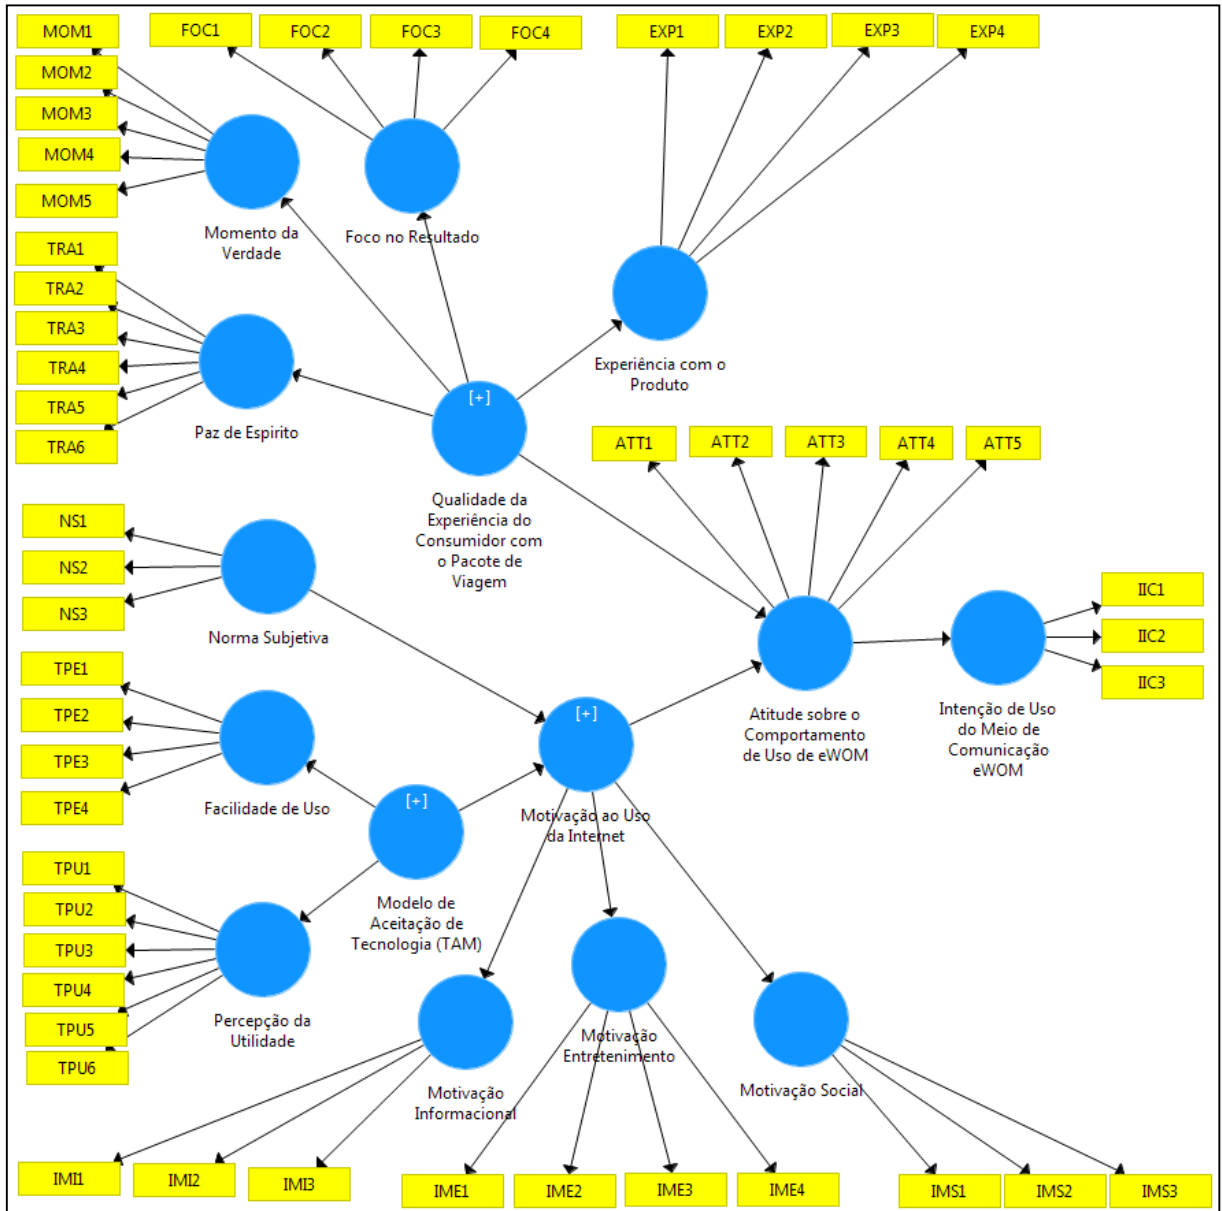 MOM1
FOC1
FOC2
FOC3
FOC4
EXP1
EXP2
EXP3
EXP4
MOM2
MOM3
MOM4
MOM5
Momento da
Verdade
Foco no Resultado
TRA1
TRA2
TRA3
TRA4
TRA5
TRA6
Paz de Espirito
Experiência com o
Produto
[+]
Qualidade da
Experiência do
Consumidor com
o Pacote de
Viagem
ATT1
ATT2
ATT3
ATT4
ATT5
NS1
NS2
NS3
Norma Subjetiva
IIC1
IIC2
IIC3
TPE1
TPE2
TPE3
TPE4
Facilidade de Uso
[+]
Motivação ao Uso
da Internet
Atitude sobre o
Comportamento
de Uso de eWOM
Intenção de Uso
do Meio de
Comunicação
eWOM
[+]
Modelo de
Aceitação de
Tecnologia (TAM)
TPU1
TPU2
TPU3
TPU4
TPU5
TPU6
Percepção da
Utilidade
Motivação
Informacional
Motivação
Entretenimento
Motivação Social
IMI1
IMI2
IMI3
IME1
IME2
IME3
IME4
IMS1
IMS2
IMS3